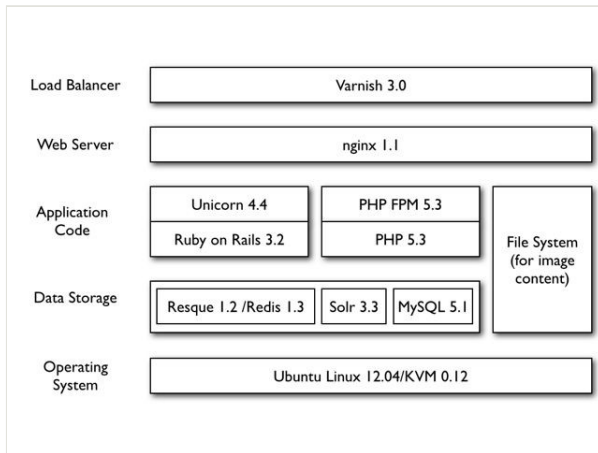 Load Balancer
Varnish 3.0
Web Server
nginx 1.1
Application
Code
Unicorn 4.4
Ruby on Rails 3.2
PHP FPM 5.3
PHP 5.3
File System
(for image
content)
Data Storage
Resque 1.2 /Redis 1.3
Solr 3.3
MySQL 5.1
Operating
System
Ubuntu Linux 12.04/KVM 0.12